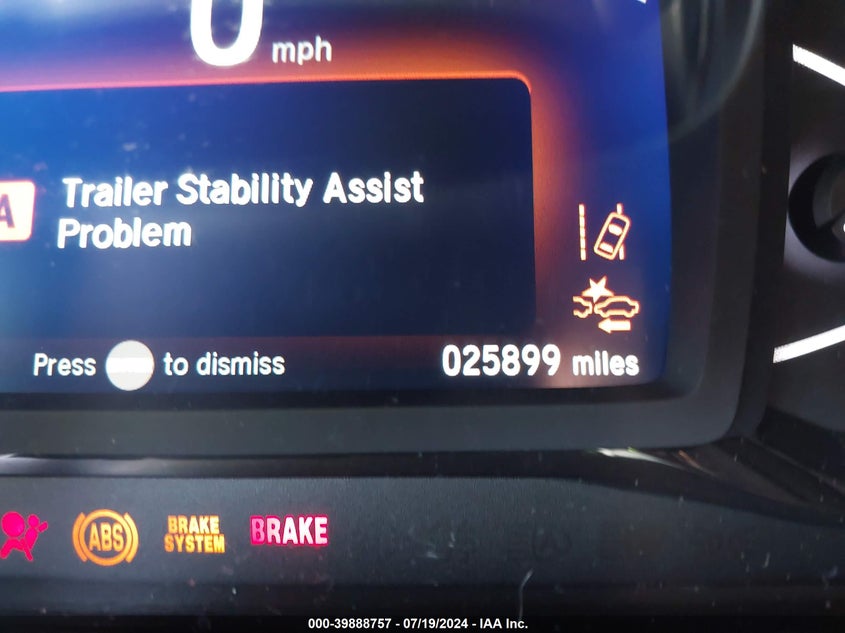 0 mph
A
Trailer Stability Assist
Problem
Press to dismiss
025899 miles
ABS
BRAKE
SYSTEM
BRAKE
000-39888757 - 07/19/2024 - IAA Inc.